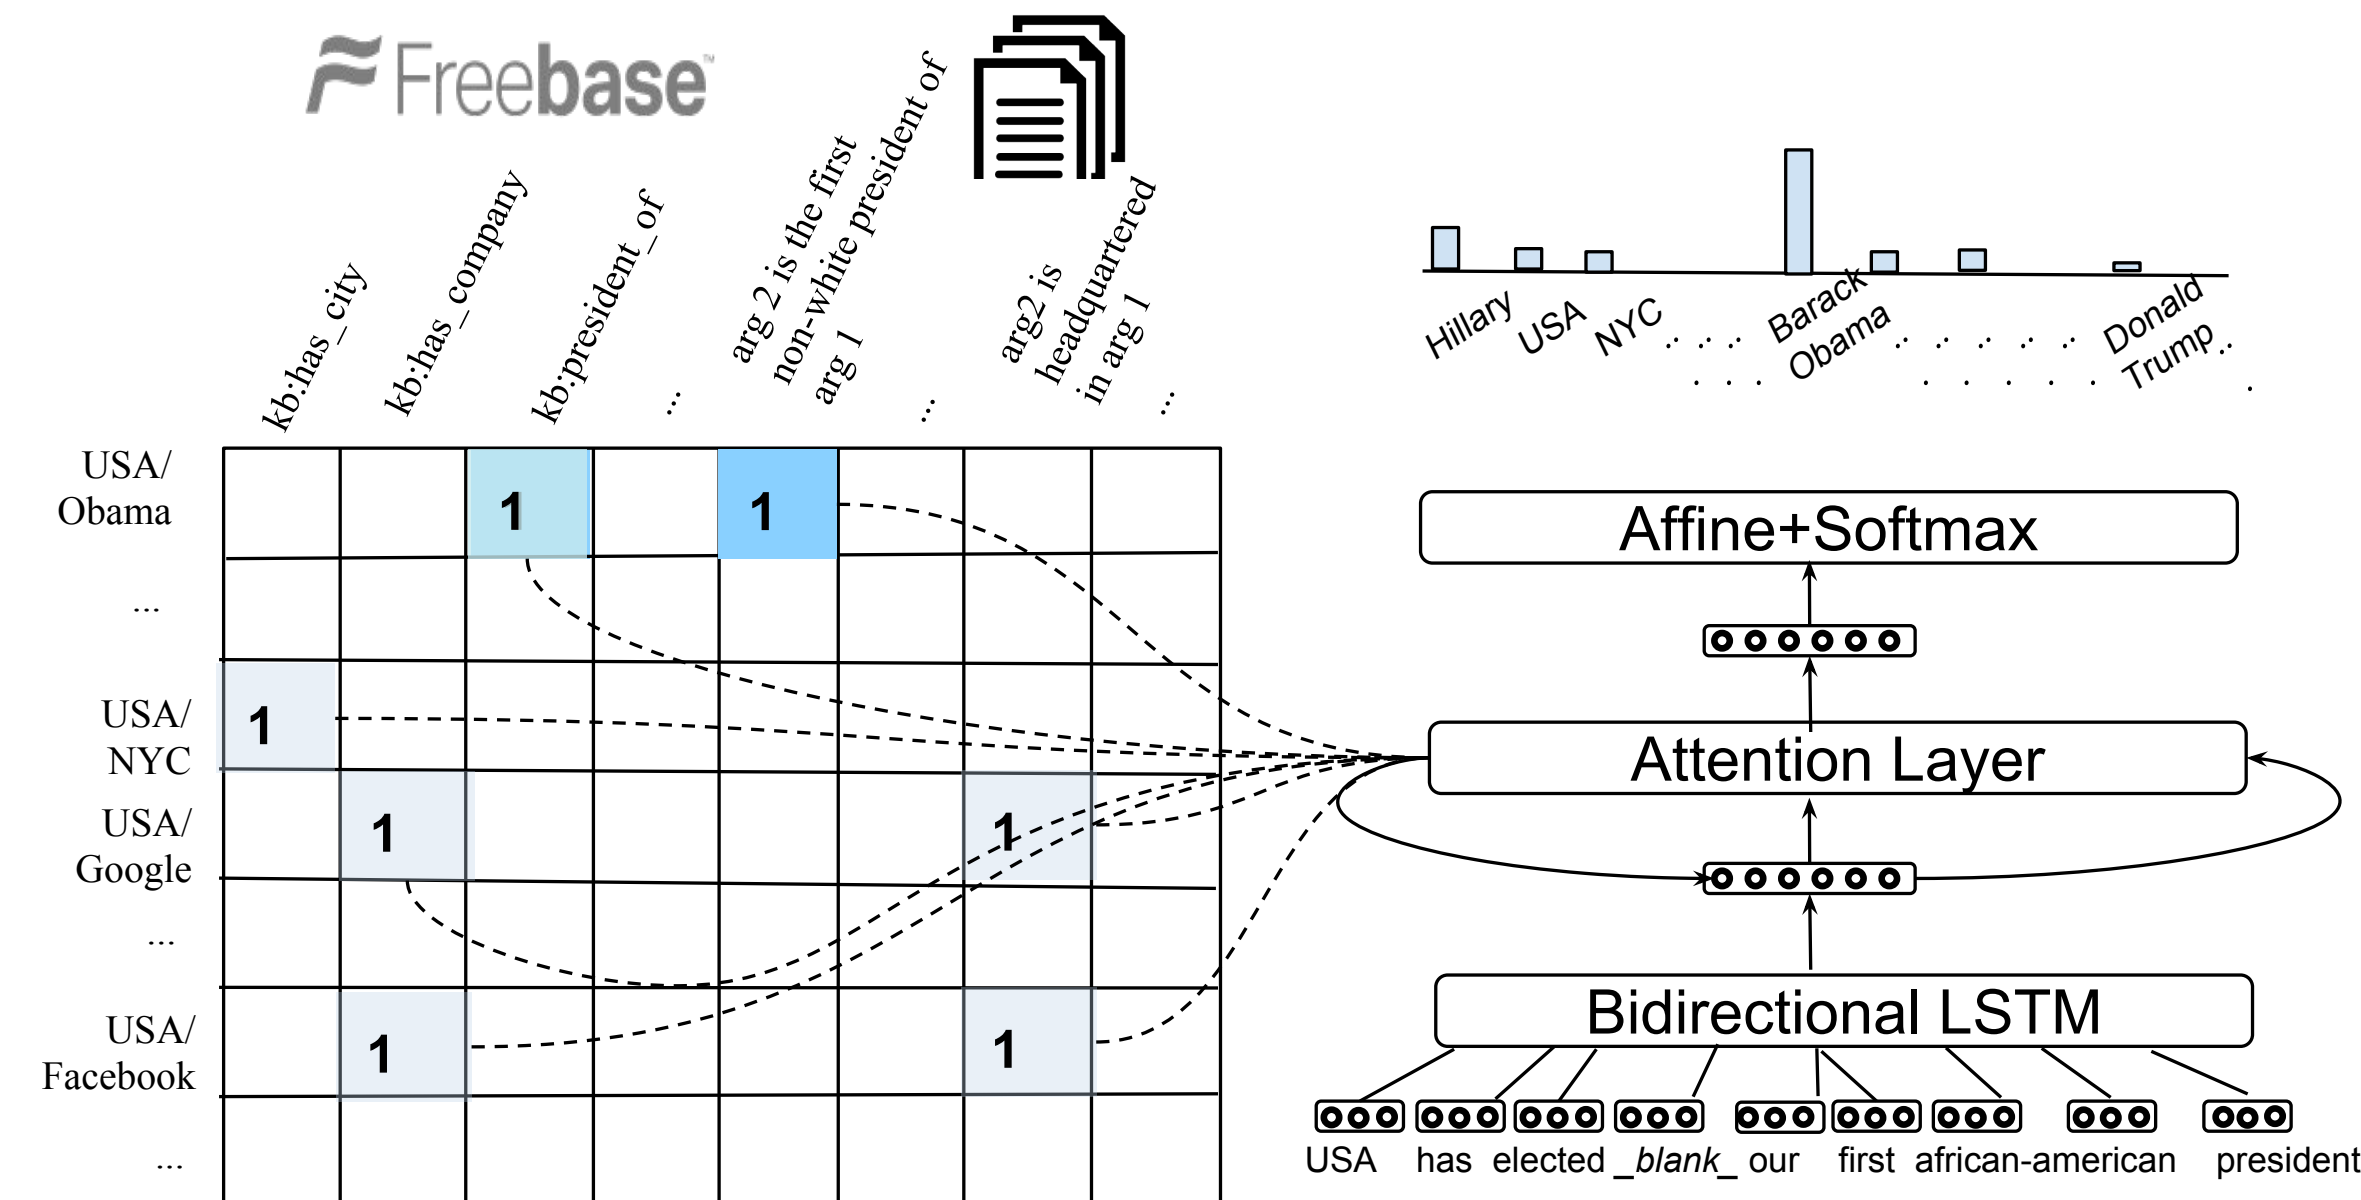 Freebase™
kb:has_city
kb:has_company
kb:president_of
...
arg 2 is the first
non-white president of
arg 1
...
arg2 is
headquartered
in arg 1
...
USA/
Obama
1
1
...
USA/
NYC
1
USA/
Google
1
1
...
USA/
Facebook
1
1
...
Hillary
USA
NYC
. . . . . .
Barack
Obama
. . . . . . . . . .
Donald
Trump
. . .
Affine+Softmax
Attention Layer
Bidirectional LSTM
USA has elected _blank_ our first african-american president